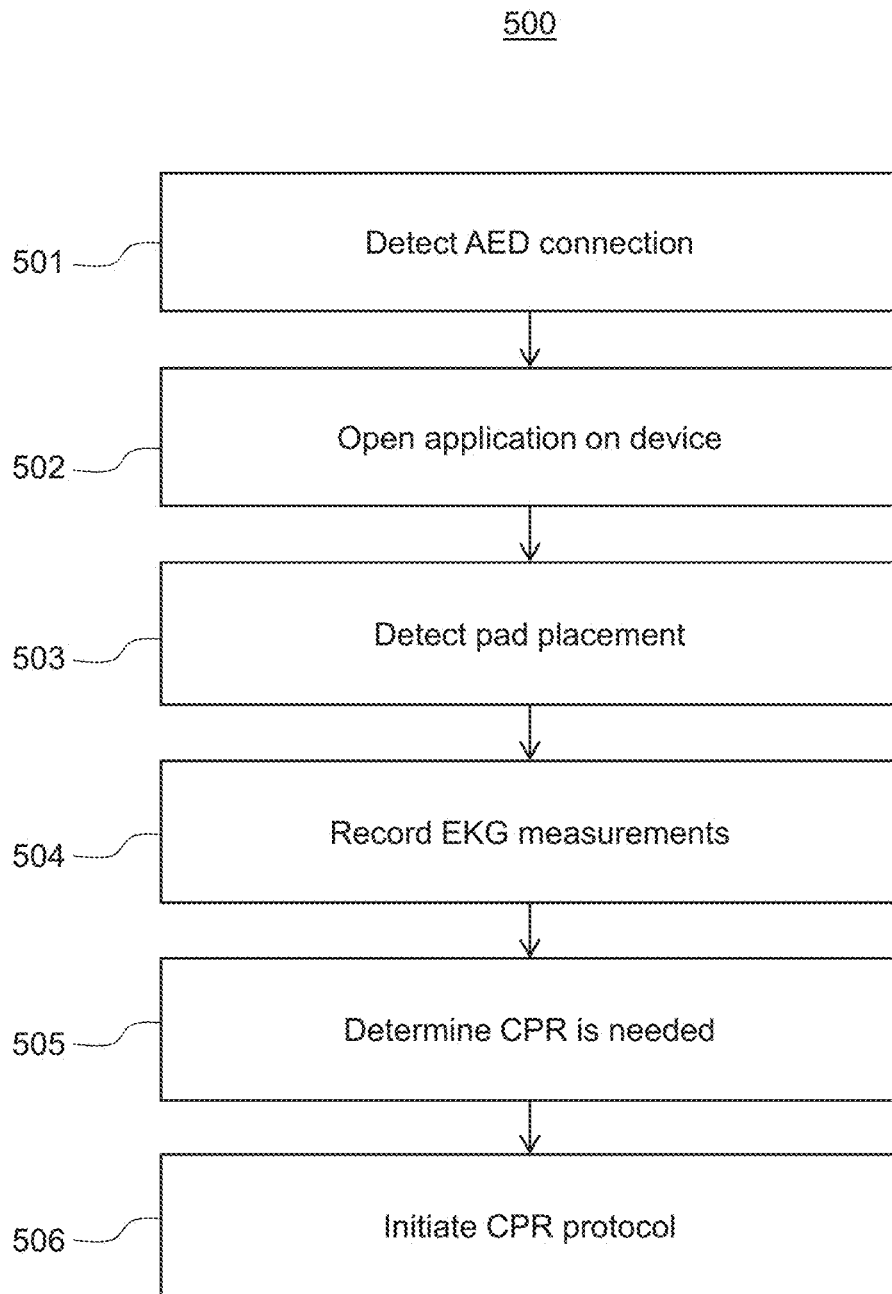 500
501 Detect AED connection
502 Open application on device
503 Detect pad placement
504 Record EKG measurements
505 Determine CPR is needed
506 Initiate CPR protocol